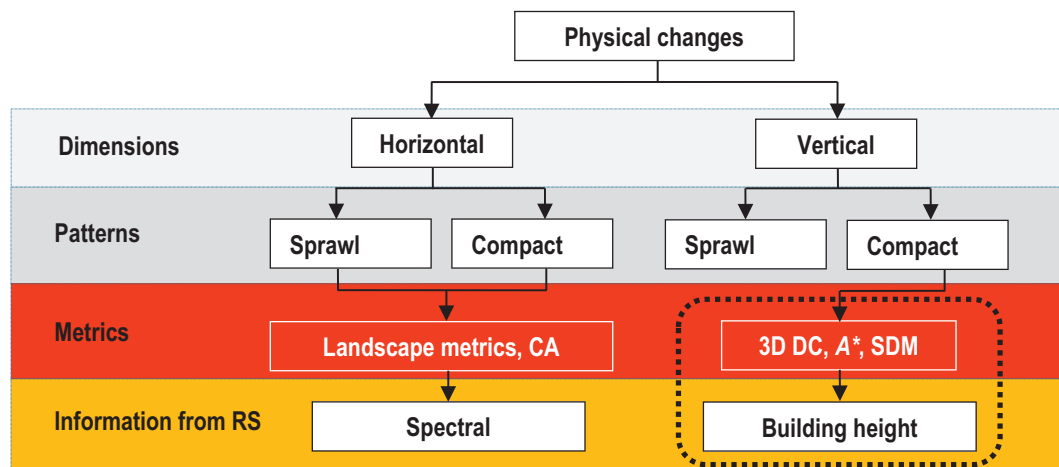 Physical changes
Dimensions
Horizontal
Vertical
Patterns
Sprawl
Compact
Sprawl
Compact
Metrics
Landscape metrics, CA
3D DC, A*, SDM
Information from RS
Spectral
Building height